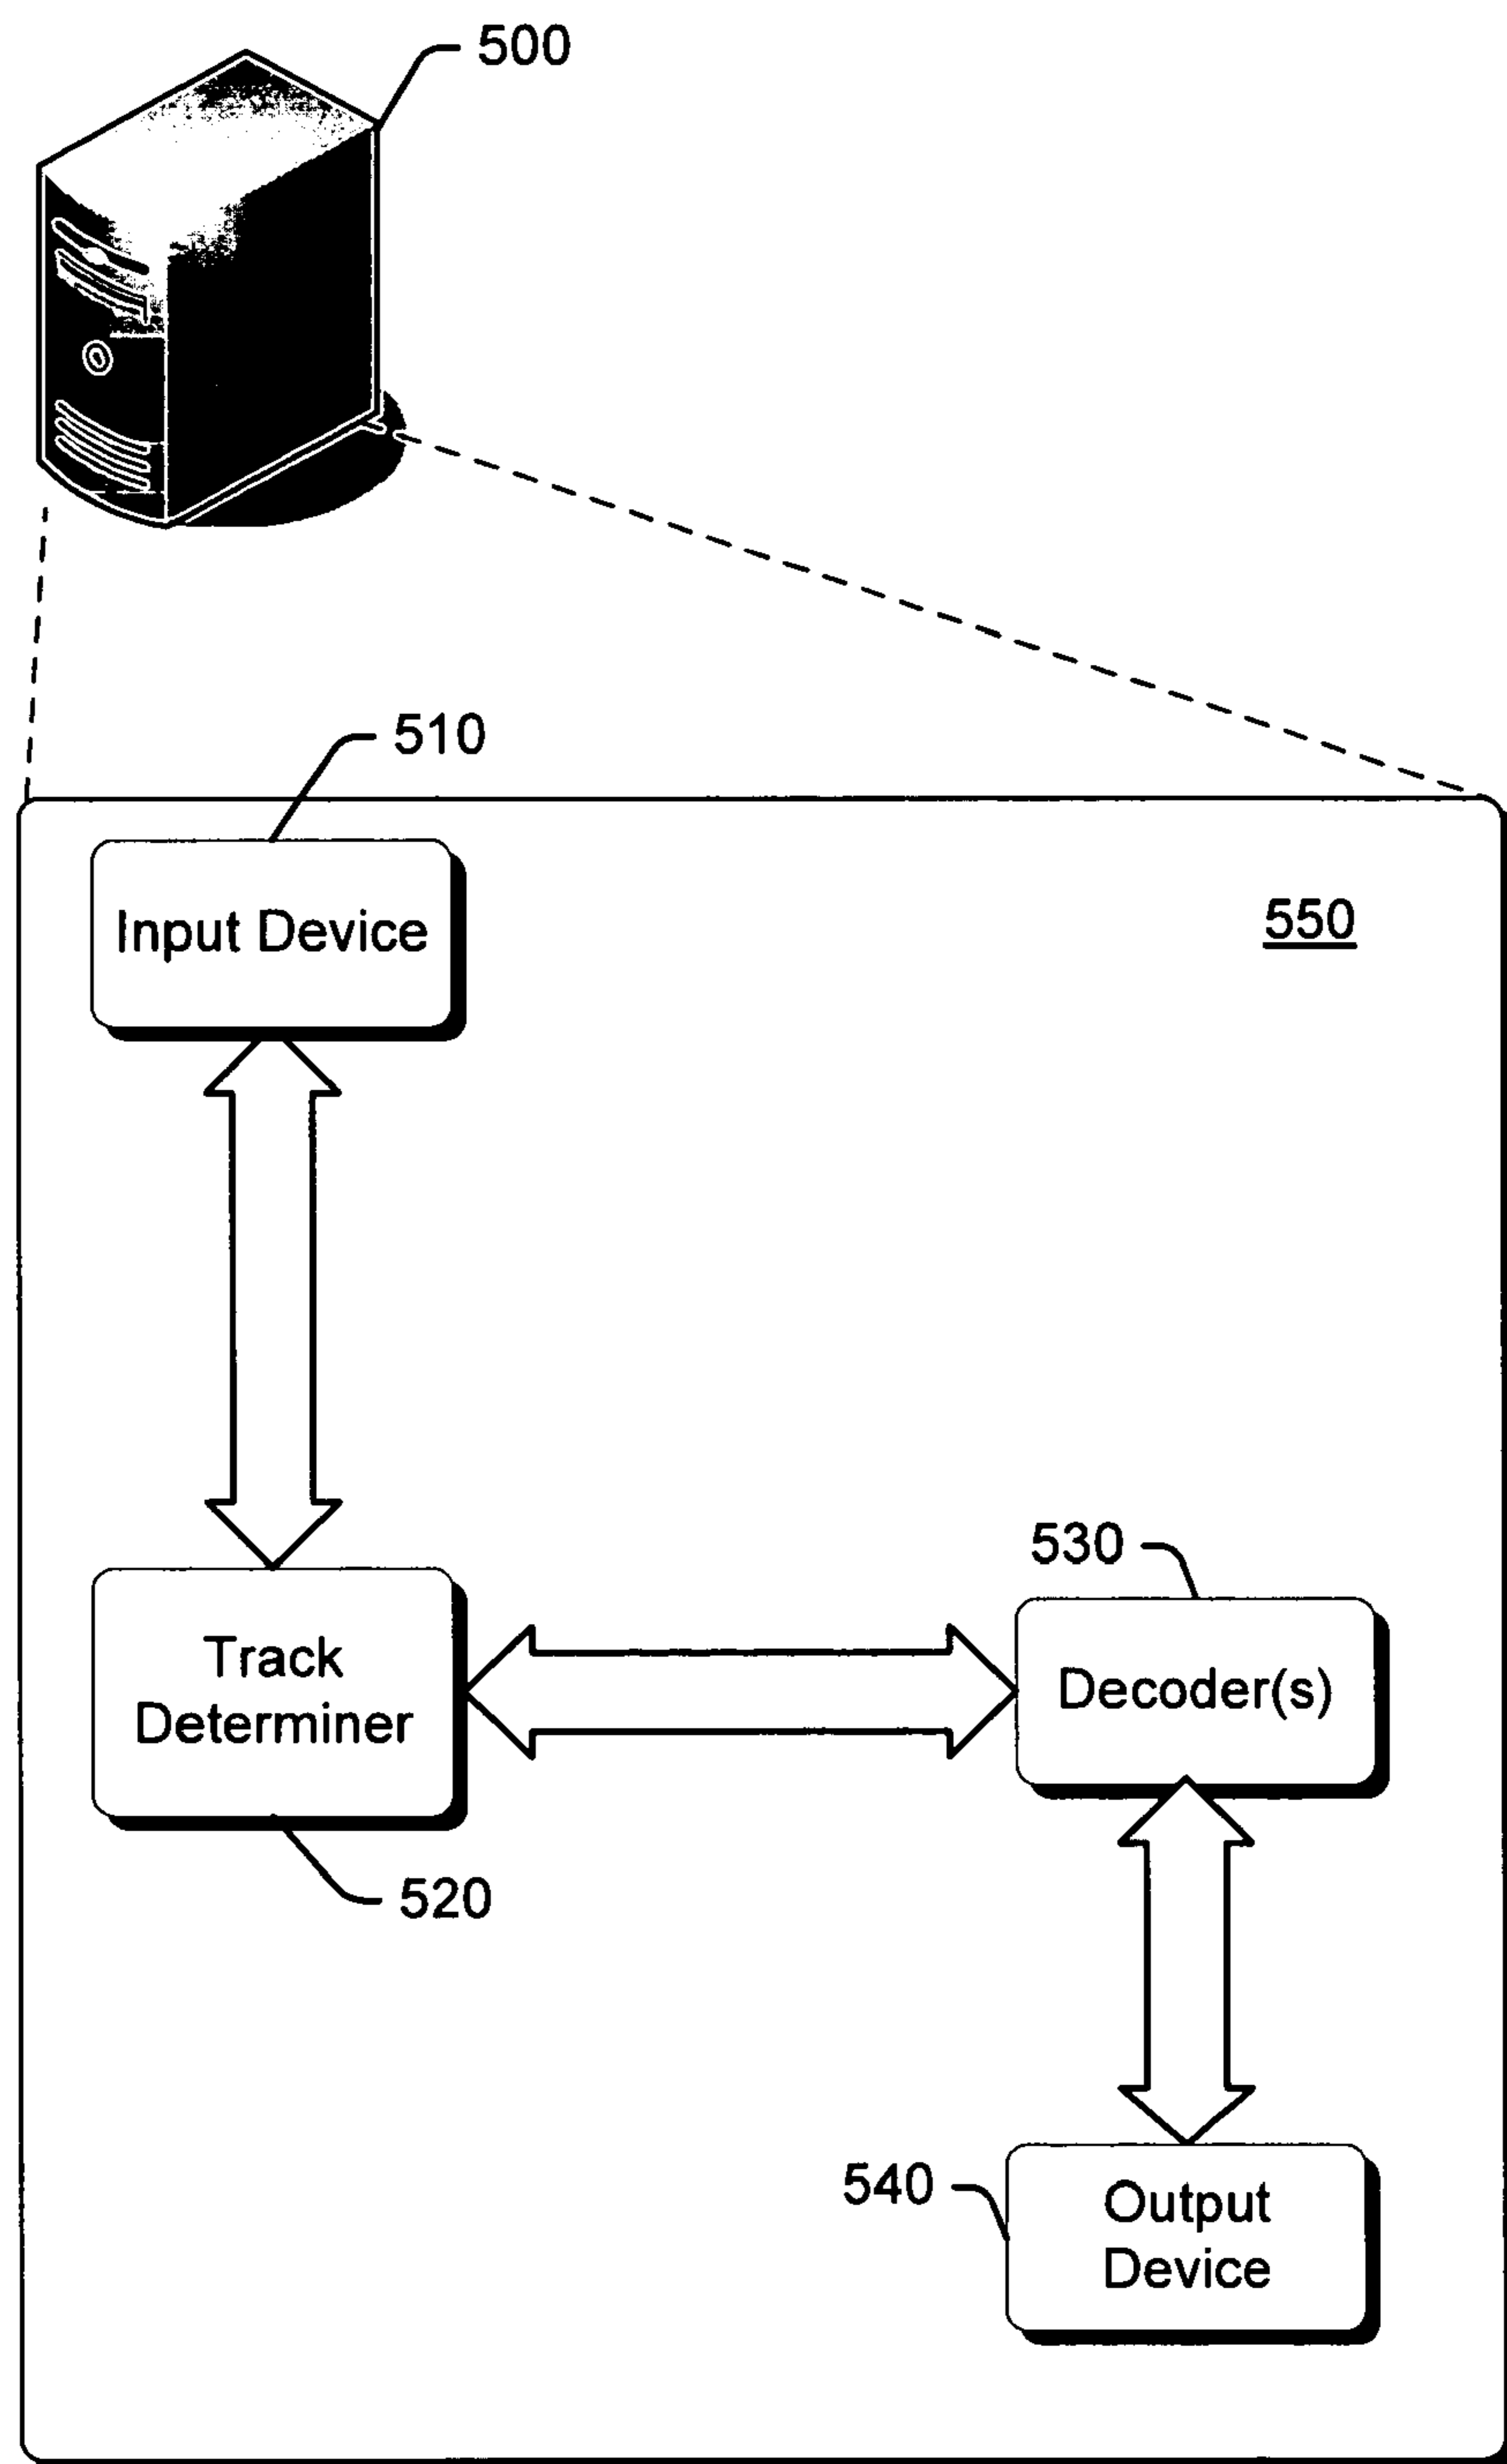 500
510
Input Device
550
530
Track
Determiner
Decoder(s)
520
540
Output
Device